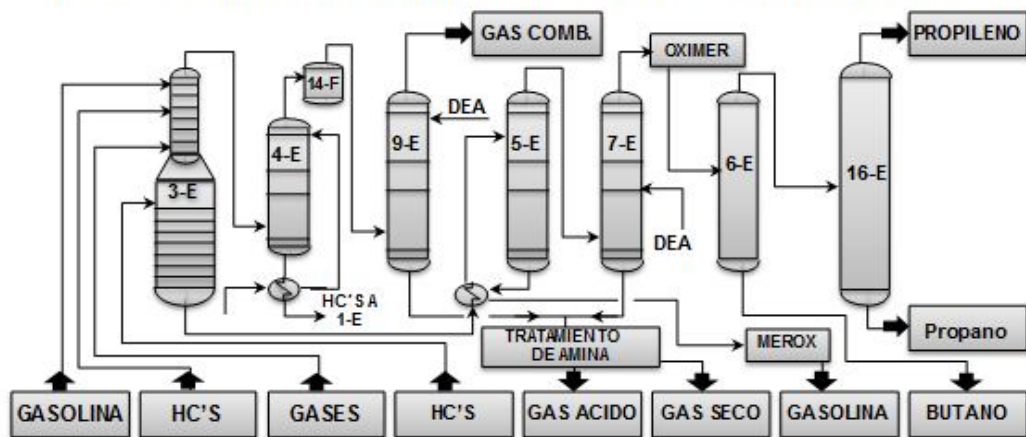 GAS COMB.
PROPILENO
OXIMER
14-F
DEA
4-E
9-E
5-E
7-E
6-E
16-E
3-E
DEA
HC'S A
1-E
TRATAMIENTO
DE AMINA
MEROX
Propano
GASOLINA
HC'S
GASES
HC'S
GAS ACIDO
GAS SECO
GASOLINA
BUTANO